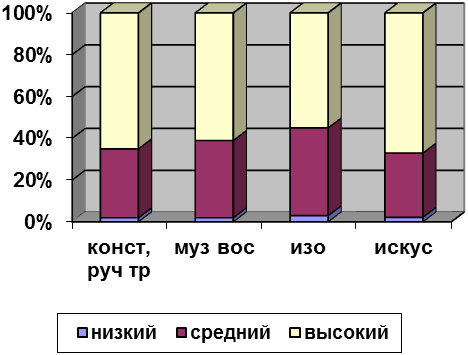 100%
80%
60%
40%
20%
0%
конст, руч тр
муз вос
изо
искус
низкий
средний
высокий